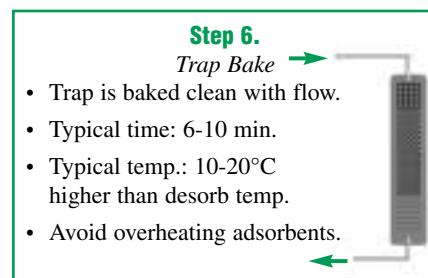 Step 6.
Trap Bake
• Trap is baked clean with flow.
• Typical time: 6-10 min.
• Typical temp.: 10-20°C
higher than desorb temp.
• Avoid overheating adsorbents.